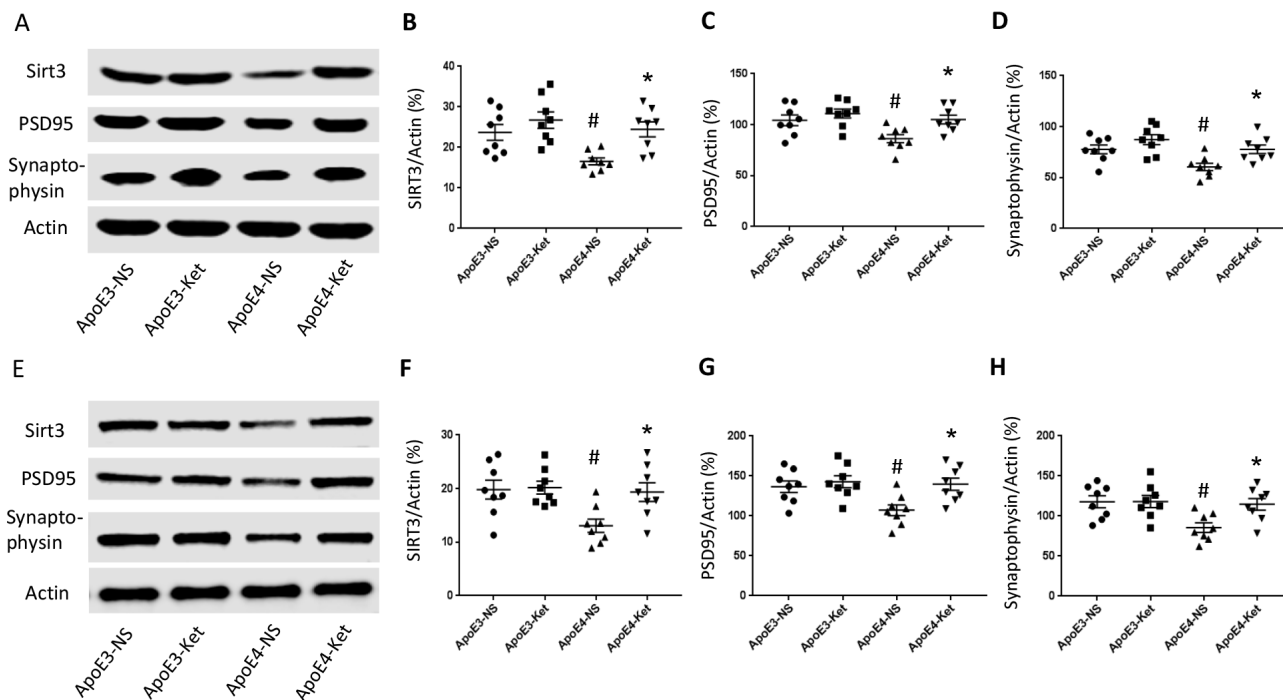 A
Sirt3
PSD95
Synapto-
physin
Actin
ApoE3-NS
ApoE3-Ket
ApoE4-NS
ApoE4-Ket
B
SIRT3/Actin (%)
40
30
20
10
0
#
*
ApoE3-NS
ApoE3-Ket
ApoE4-NS
ApoE4-Ket
C
PSD95/Actin (%)
150
100
50
0
#
*
ApoE3-NS
ApoE3-Ket
ApoE4-NS
ApoE4-Ket
D
Synaptophysin/Actin (%)
150
100
50
0
#
*
ApoE3-NS
ApoE3-Ket
ApoE4-NS
ApoE4-Ket
E
Sirt3
PSD95
Synapto-
physin
Actin
ApoE3-NS
ApoE3-Ket
ApoE4-NS
ApoE4-Ket
F
SIRT3/Actin (%)
30
20
10
0
#
*
ApoE3-NS
ApoE3-Ket
ApoE4-NS
ApoE4-Ket
G
PSD95/Actin (%)
200
150
100
50
0
#
*
ApoE3-NS
ApoE3-Ket
ApoE4-NS
ApoE4-Ket
H
Synaptophysin/Actin (%)
200
150
100
50
0
#
*
ApoE3-NS
ApoE3-Ket
ApoE4-NS
ApoE4-Ket